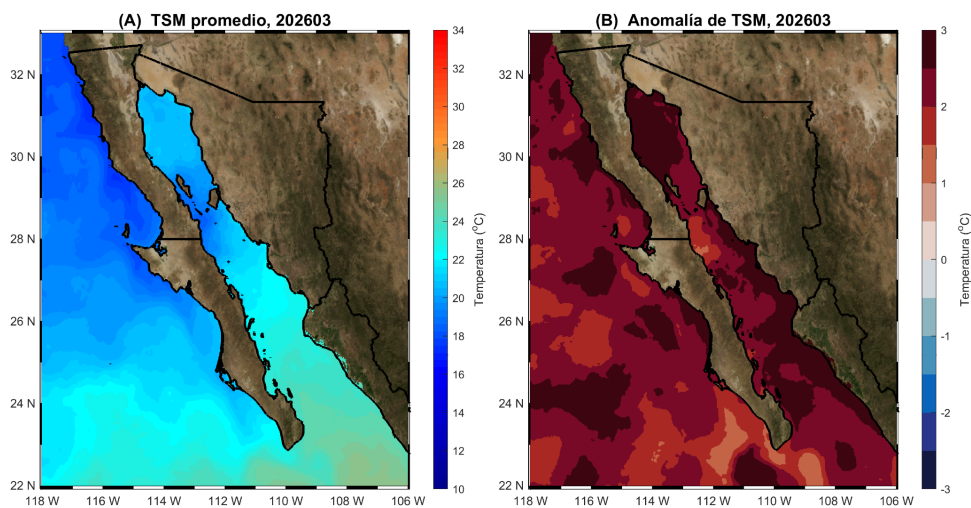 (A) TSM promedio, 202603
32 N
30 N
28 N
26 N
24 N
22 N
118 W
116 W
114 W
112 W
110 W
108 W
106 W
34
32
30
28
26
24
22
20
18
16
14
12
10
Temperatura (°C)
(B) Anomalía de TSM, 202603
32 N
30 N
28 N
26 N
24 N
22 N
118 W
116 W
114 W
112 W
110 W
108 W
106 W
3
2
1
0
-1
-2
-3
Temperatura (°C)